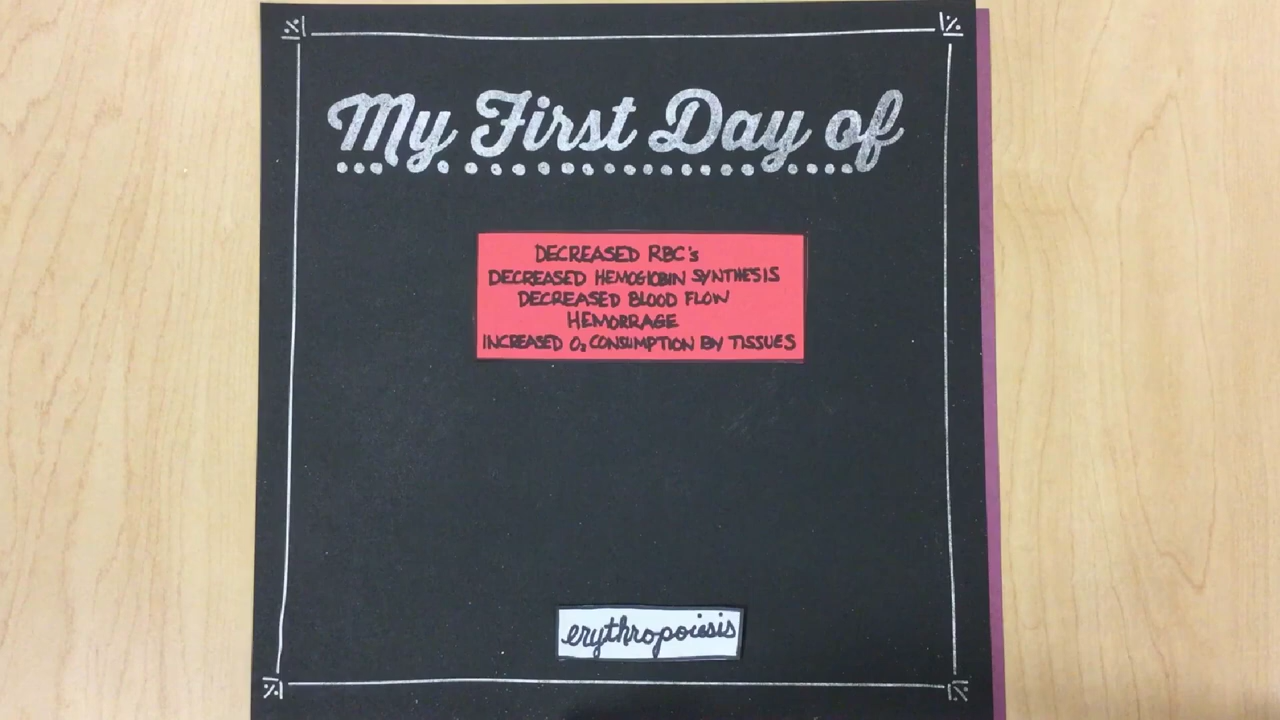 My First Day of
DECREASED RBC's
DECREASED HEMOGLOBIN SYNTHESIS
DECREASED BLOOD FLOW
HEMORRAGE
INCREASED O₂ CONSUMPTION BY TISSUES
erythropoiesis